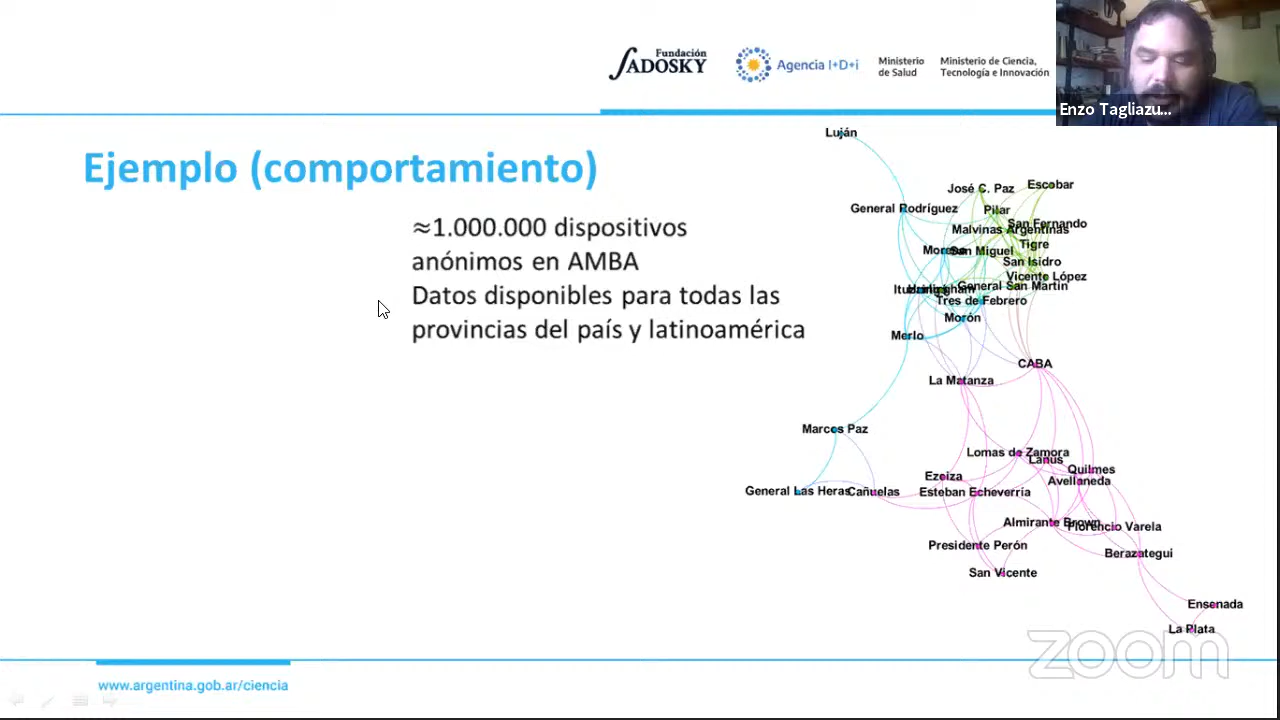 Fundación
SADOSKY
Agencia I+D+i
Ministerio
de Salud
Ministerio de Ciencia,
Tecnología e Innovación
Enzo Tagliazu...
Ejemplo (comportamiento)
≈1.000.000 dispositivos
anónimos en AMBA
Datos disponibles para todas las
provincias del país y latinoamérica
Luján
José C. Paz
Escobar
General Rodríguez
Pilar
San Fernando
Malvinas Argentinas
Tigre
Moreno
San Miguel
San Isidro
Vicente López
General San Martín
Tres de Febrero
Morón
Merlo
CABA
La Matanza
Marcos Paz
Lomas de Zamora
Lanús
Quilmes
Ezeiza
Avellaneda
General Las Heras
Cañuelas
Esteban Echeverría
Almirante Brown
Florencio Varela
Presidente Perón
Berazategui
San Vicente
Ensenada
La Plata
zoom
www.argentina.gob.ar/ciencia